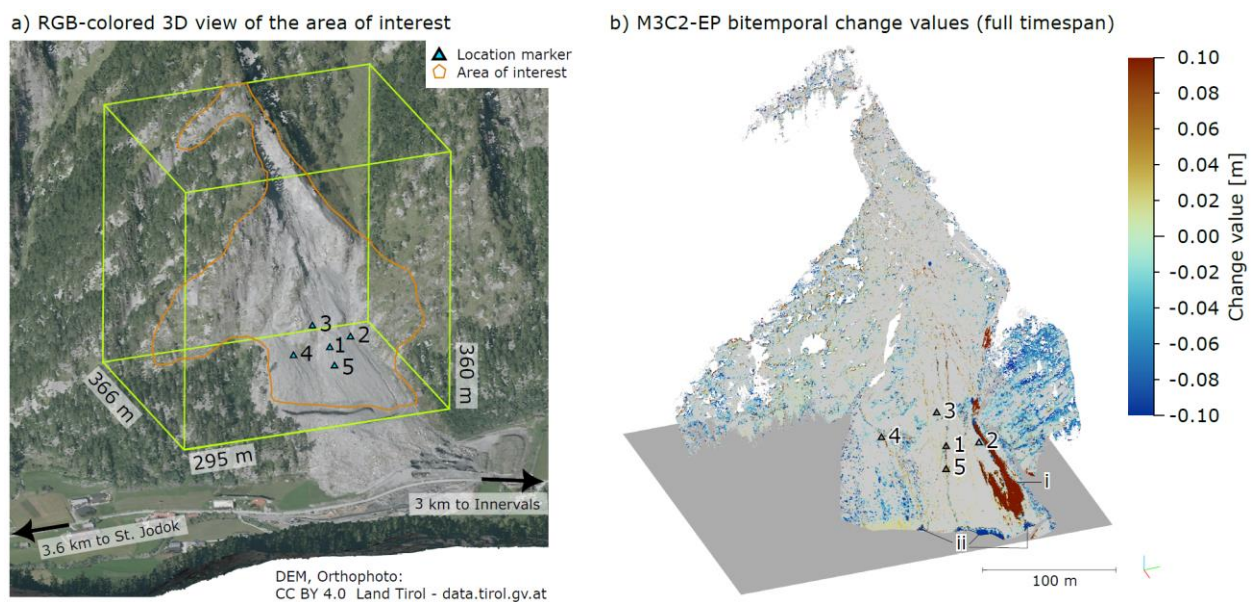 a) RGB-colored 3D view of the area of interest
Location marker
Area of interest
3
2
1
4
5
366 m
295 m
360 m
3 km to Innervals
3.6 km to St. Jodok
DEM, Orthophoto:
CC BY 4.0 Land Tirol - data.tirol.gv.at
b) M3C2-EP bitemporal change values (full timespan)
0.10
0.08
0.06
0.04
0.02
0.00
-0.02
-0.04
-0.06
-0.08
-0.10
Change value [m]
3
4
1
2
5
i
ii
100 m